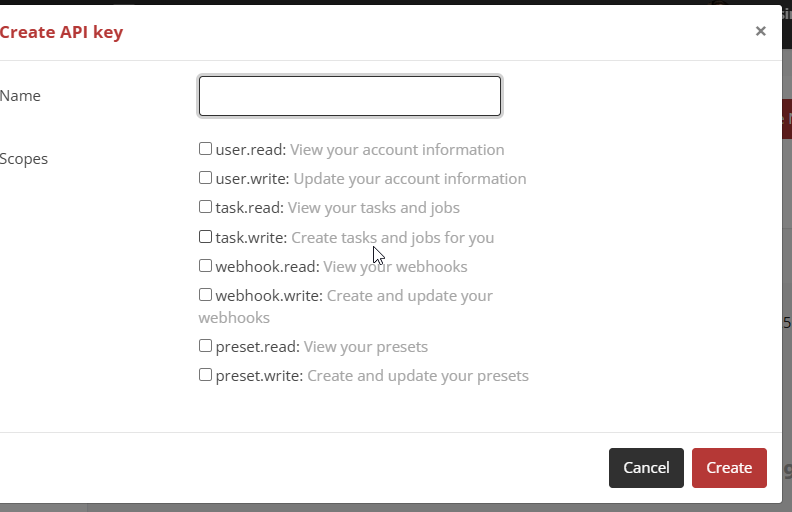 Create API key
×
Name
Scopes
user.read: View your account information
user.write: Update your account information
task.read: View your tasks and jobs
task.write: Create tasks and jobs for you
webhook.read: View your webhooks
webhook.write: Create and update your
webhooks
preset.read: View your presets
preset.write: Create and update your presets
Cancel
Create